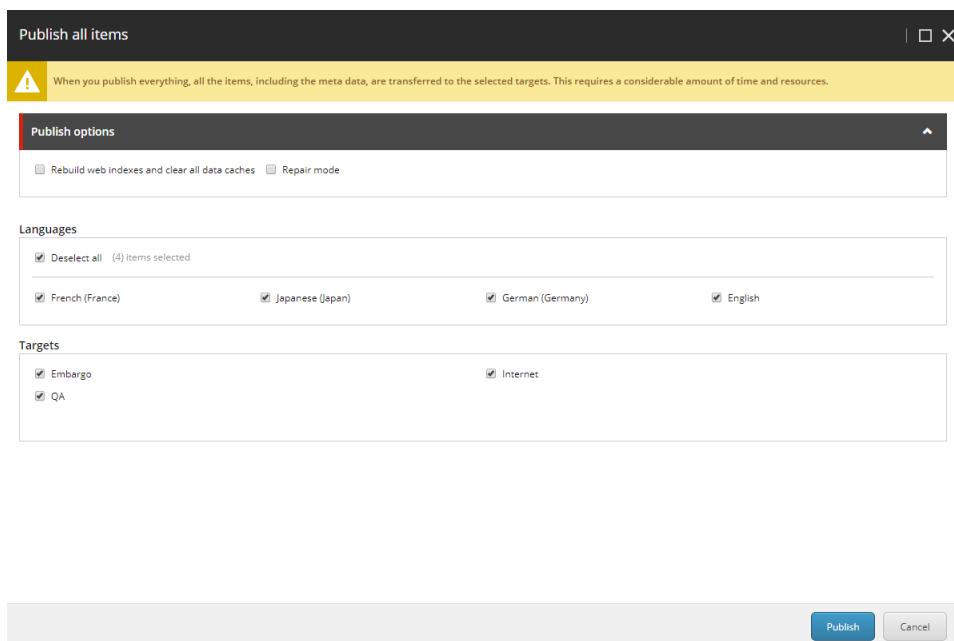 Publish all items
When you publish everything, all the items, including the meta data, are transferred to the selected targets. This requires a considerable amount of time and resources.
Publish options
Rebuild web indexes and clear all data caches Repair mode
Languages
Deselect all (4) items selected
French (France) Japanese (Japan) German (Germany) English
Targets
Embargo Internet
QA
Publish Cancel